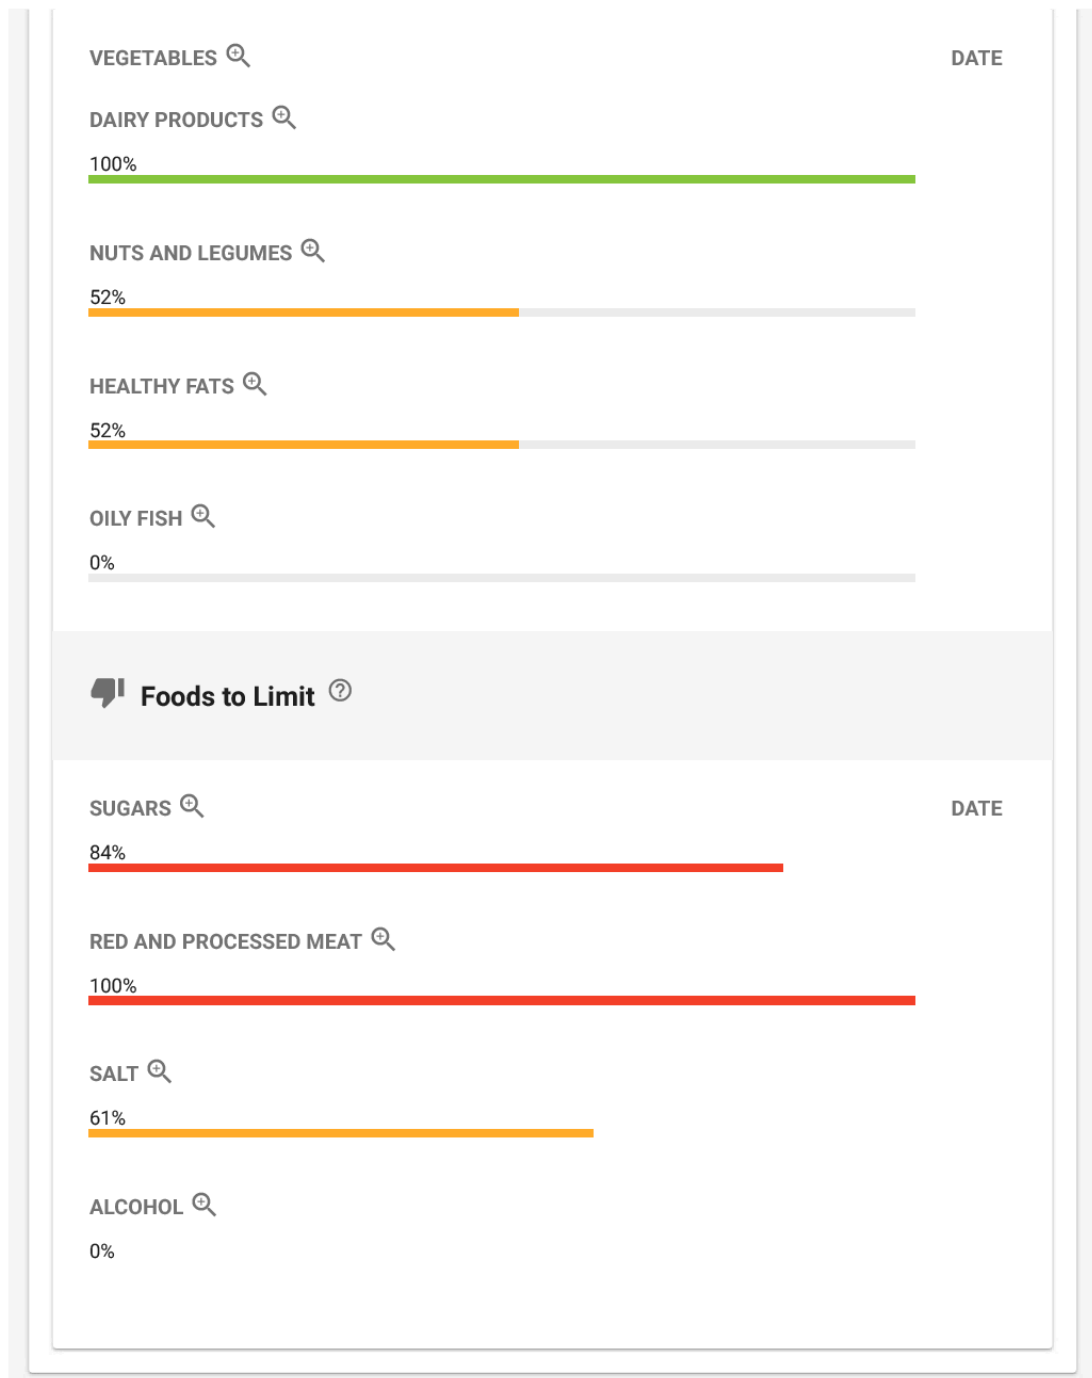 VEGETABLES DATE
DAIRY PRODUCTS
100%
NUTS AND LEGUMES
52%
HEALTHY FATS
52%
OILY FISH
0%
Foods to Limit ?
SUGARS DATE
84%
RED AND PROCESSED MEAT
100%
SALT
61%
ALCOHOL
0%